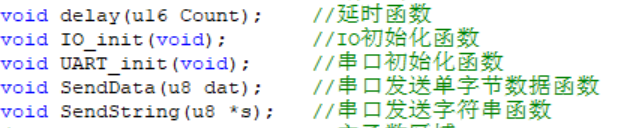 void delay(u16 Count);    //延时函数
void IO_init(void);    //IO初始化函数
void UART_init(void);    //串口初始化函数
void SendData(u8 dat);    //串口发送单字节数据函数
void SendString(u8 *s);    //串口发送字符串函数